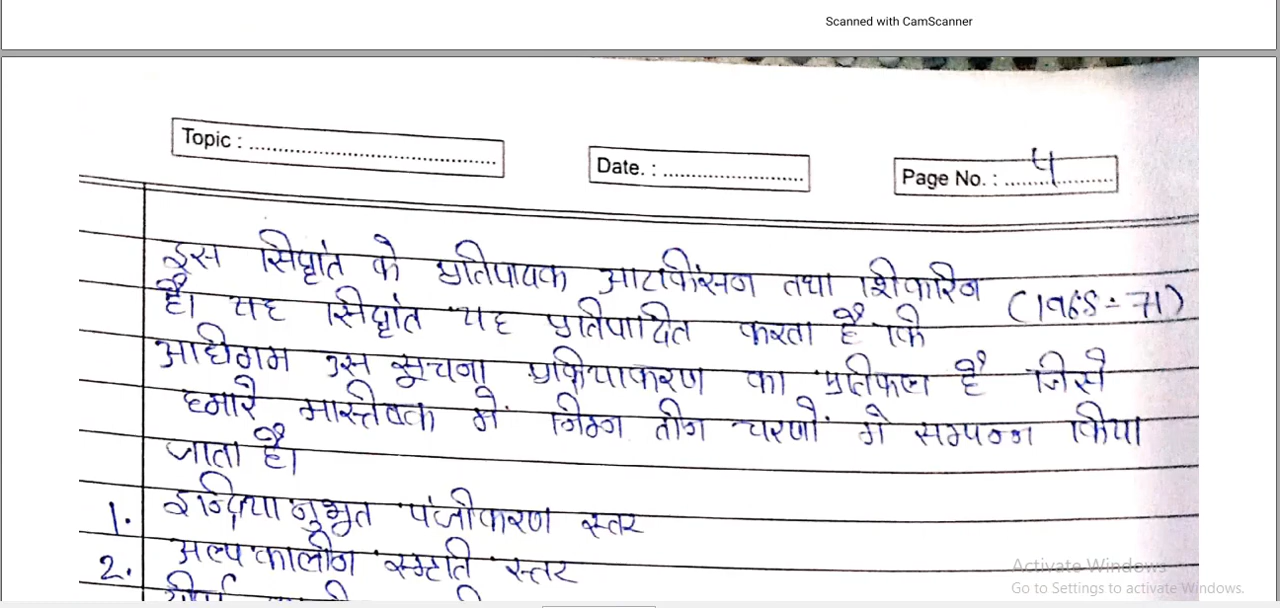 Scanned with CamScanner
Topic : ........................................
Date. : ........................
Page No. : ......4..........
इस सिध्दांत के प्रतिपादक आटकिंसन तथा शिफरिन (1968-71)
है। यह सिध्दांत यह प्रतिपादित करता है कि
अधिगम उस सूचना प्रक्रियाकरण का प्रतिफल है जिसे
हमारे मास्तिष्क में निम्न तीन चरणों में सम्पन्न किया
जाता है।
1. इन्द्रियानुभुत पंजीकरण स्तर
2. अल्पकालीन स्मृति स्तर
Activate Windows
Go to Settings to activate Windows.